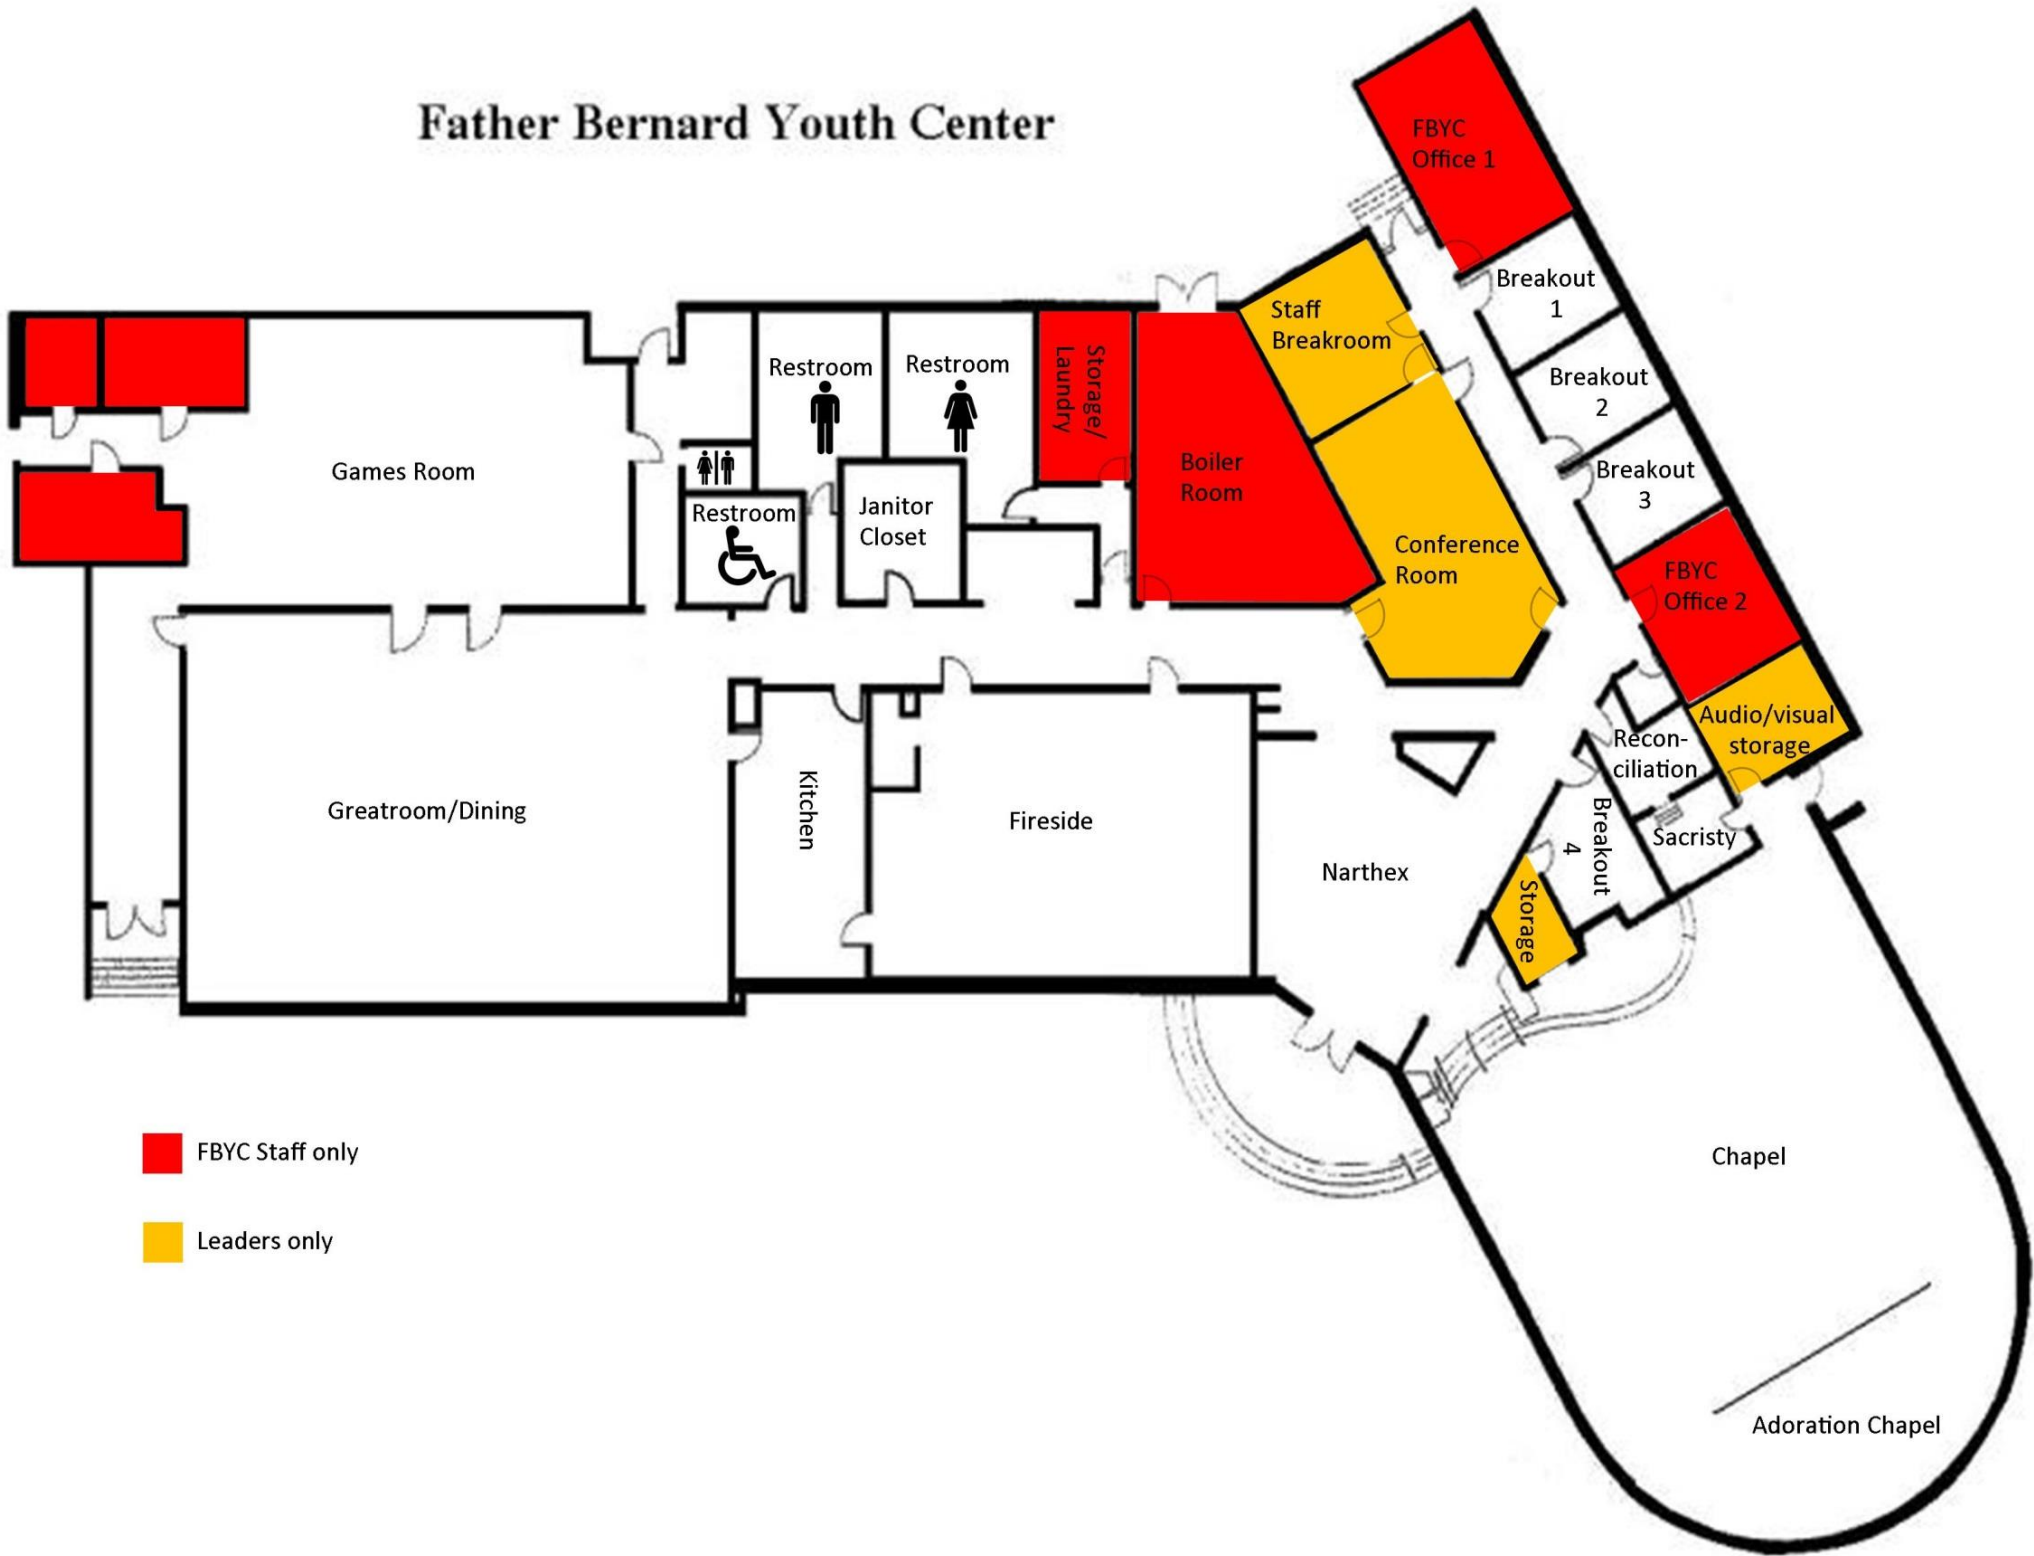 Father Bernard Youth Center
FBYC
Office 1
Breakout
1
Staff
Breakroom
Breakout
2
Restroom
Restroom
Storage/
Laundry
Boiler
Room
Breakout
3
Games Room
Restroom
Janitor
Closet
Conference
Room
FBYC
Office 2
Audio/visual
storage
Recon-
ciliation
Greatroom/Dining
Kitchen
Fireside
Narthex
Breakout
4
Sacristy
Storage
FBYC Staff only
Leaders only
Chapel
Adoration Chapel